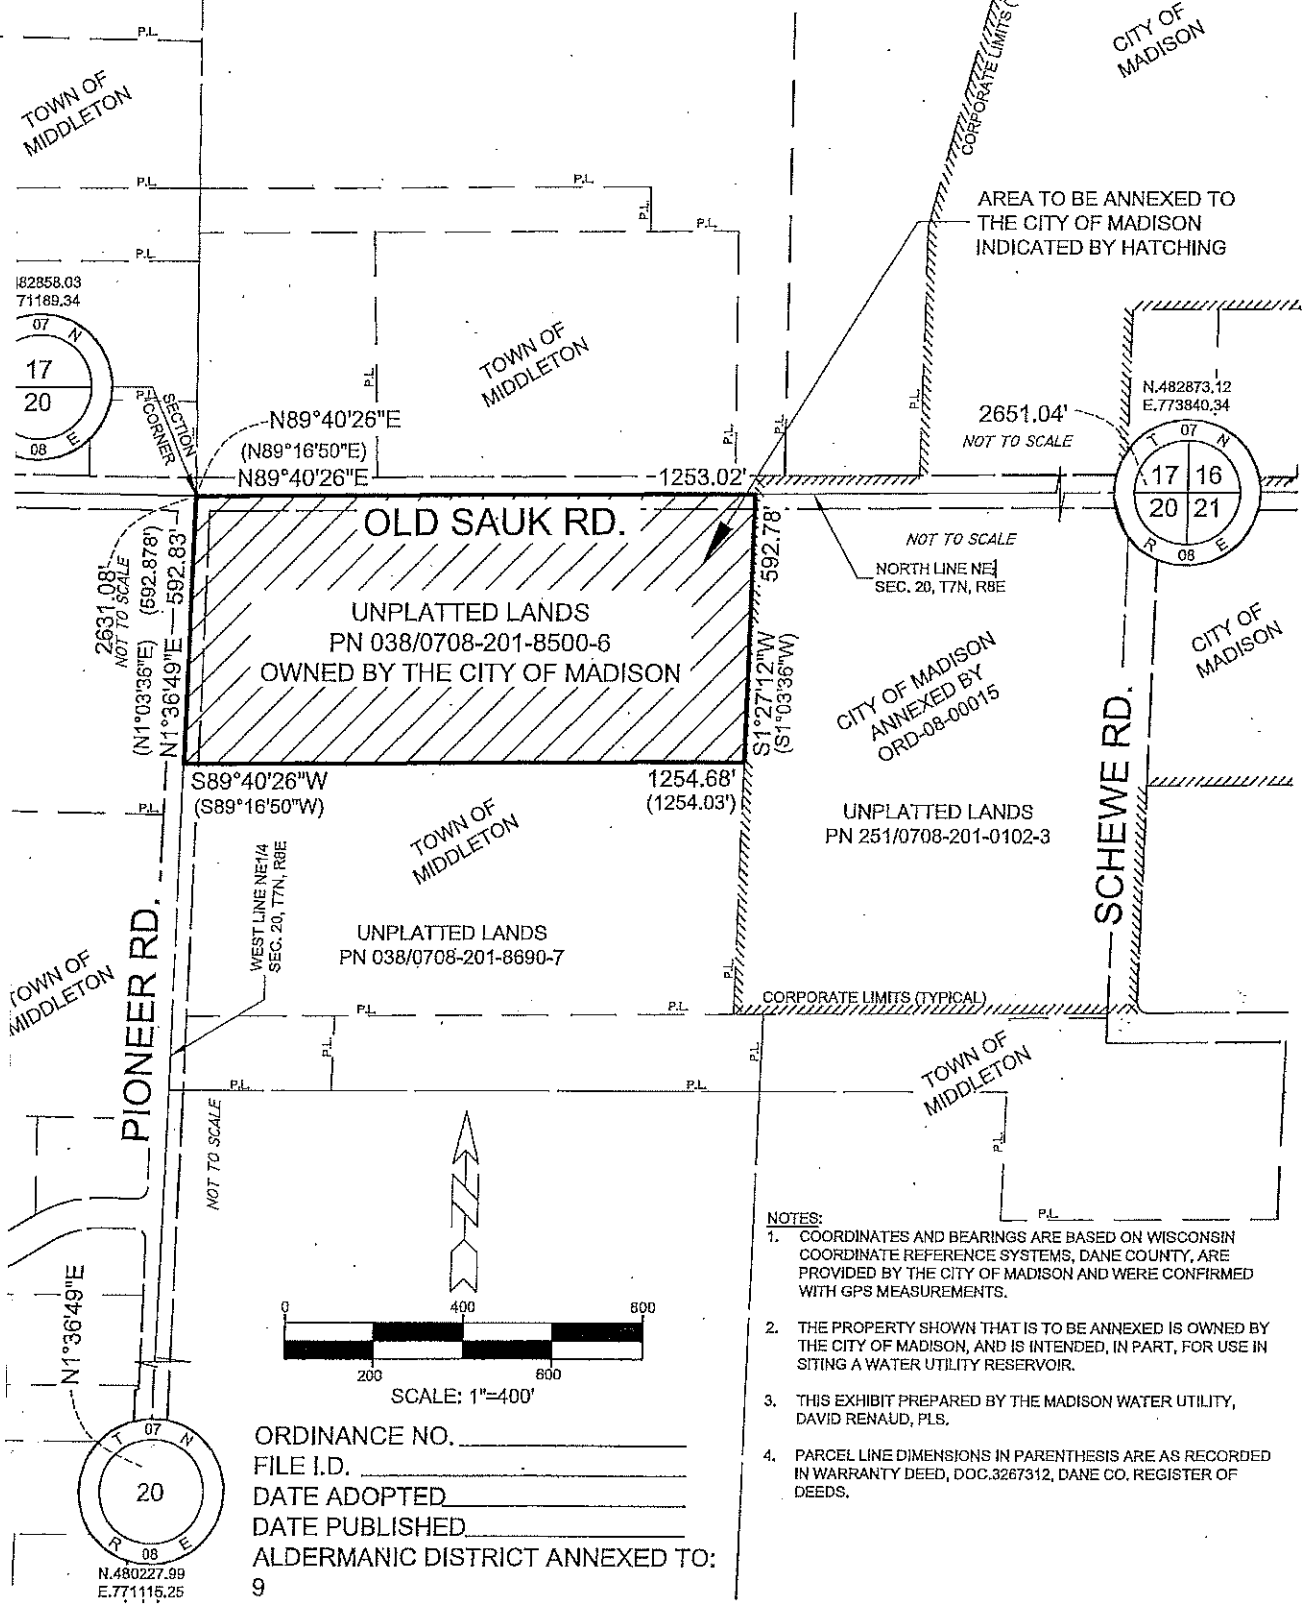 P.L.
CITY OF
MADISON
CORPORATE LIMITS
TOWN OF
MIDDLETON
P.L.
P.L.
P.L.
P.L.
AREA TO BE ANNEXED TO
THE CITY OF MADISON
INDICATED BY HATCHING
P.L.
82858.03
71189.34
07 N
17
20
08 E
P.L.
SECTION
CORNER
TOWN OF
MIDDLETON
P.L.
P.L.
P.L.
P.L.
N.482873.12
E.773840.34
T 07 N
17 16
20 21
R 08 E
2651.04'
NOT TO SCALE
N89°40'26"E
(N89°16'50"E)
N89°40'26"E
1253.02'
OLD SAUK RD.
NOT TO SCALE
NORTH LINE NE¼
SEC. 20, T7N, R8E
2631.08'
NOT TO SCALE
(N1°03'36"E) (592.878')
N1°36'49"E 592.83'
592.78'
S1°27'12"W
(S1°03'36"W)
UNPLATTED LANDS
PN 038/0708-201-8500-6
OWNED BY THE CITY OF MADISON
CITY OF MADISON
ANNEXED BY
ORD-08-00015
CITY OF
MADISON
S89°40'26"W
(S89°16'50"W)
1254.68'
(1254.03')
P.L.
TOWN OF
MIDDLETON
UNPLATTED LANDS
PN 251/0708-201-0102-3
SCHEWE RD.
WEST LINE NE1/4
SEC. 20, T7N, R8E
UNPLATTED LANDS
PN 038/0708-201-8690-7
TOWN OF
MIDDLETON
PIONEER RD.
P.L.
CORPORATE LIMITS (TYPICAL)
P.L.
P.L.
P.L.
P.L.
P.L.
P.L.
TOWN OF
MIDDLETON
P.L.
P.L.
NOT TO SCALE
N
NOTES:
1. COORDINATES AND BEARINGS ARE BASED ON WISCONSIN
COORDINATE REFERENCE SYSTEMS, DANE COUNTY, ARE
PROVIDED BY THE CITY OF MADISON AND WERE CONFIRMED
WITH GPS MEASUREMENTS.
2. THE PROPERTY SHOWN THAT IS TO BE ANNEXED IS OWNED BY
THE CITY OF MADISON, AND IS INTENDED, IN PART, FOR USE IN
SITING A WATER UTILITY RESERVOIR.
3. THIS EXHIBIT PREPARED BY THE MADISON WATER UTILITY,
DAVID RENAUD, PLS.
4. PARCEL LINE DIMENSIONS IN PARENTHESIS ARE AS RECORDED
IN WARRANTY DEED, DOC.3267312, DANE CO. REGISTER OF
DEEDS.
N1°36'49"E
0 400 800
200 600
SCALE: 1"=400'
T 07 N
20
R 08 E
N.480227.99
E.771115.25
ORDINANCE NO.
FILE I.D.
DATE ADOPTED
DATE PUBLISHED
ALDERMANIC DISTRICT ANNEXED TO:
9